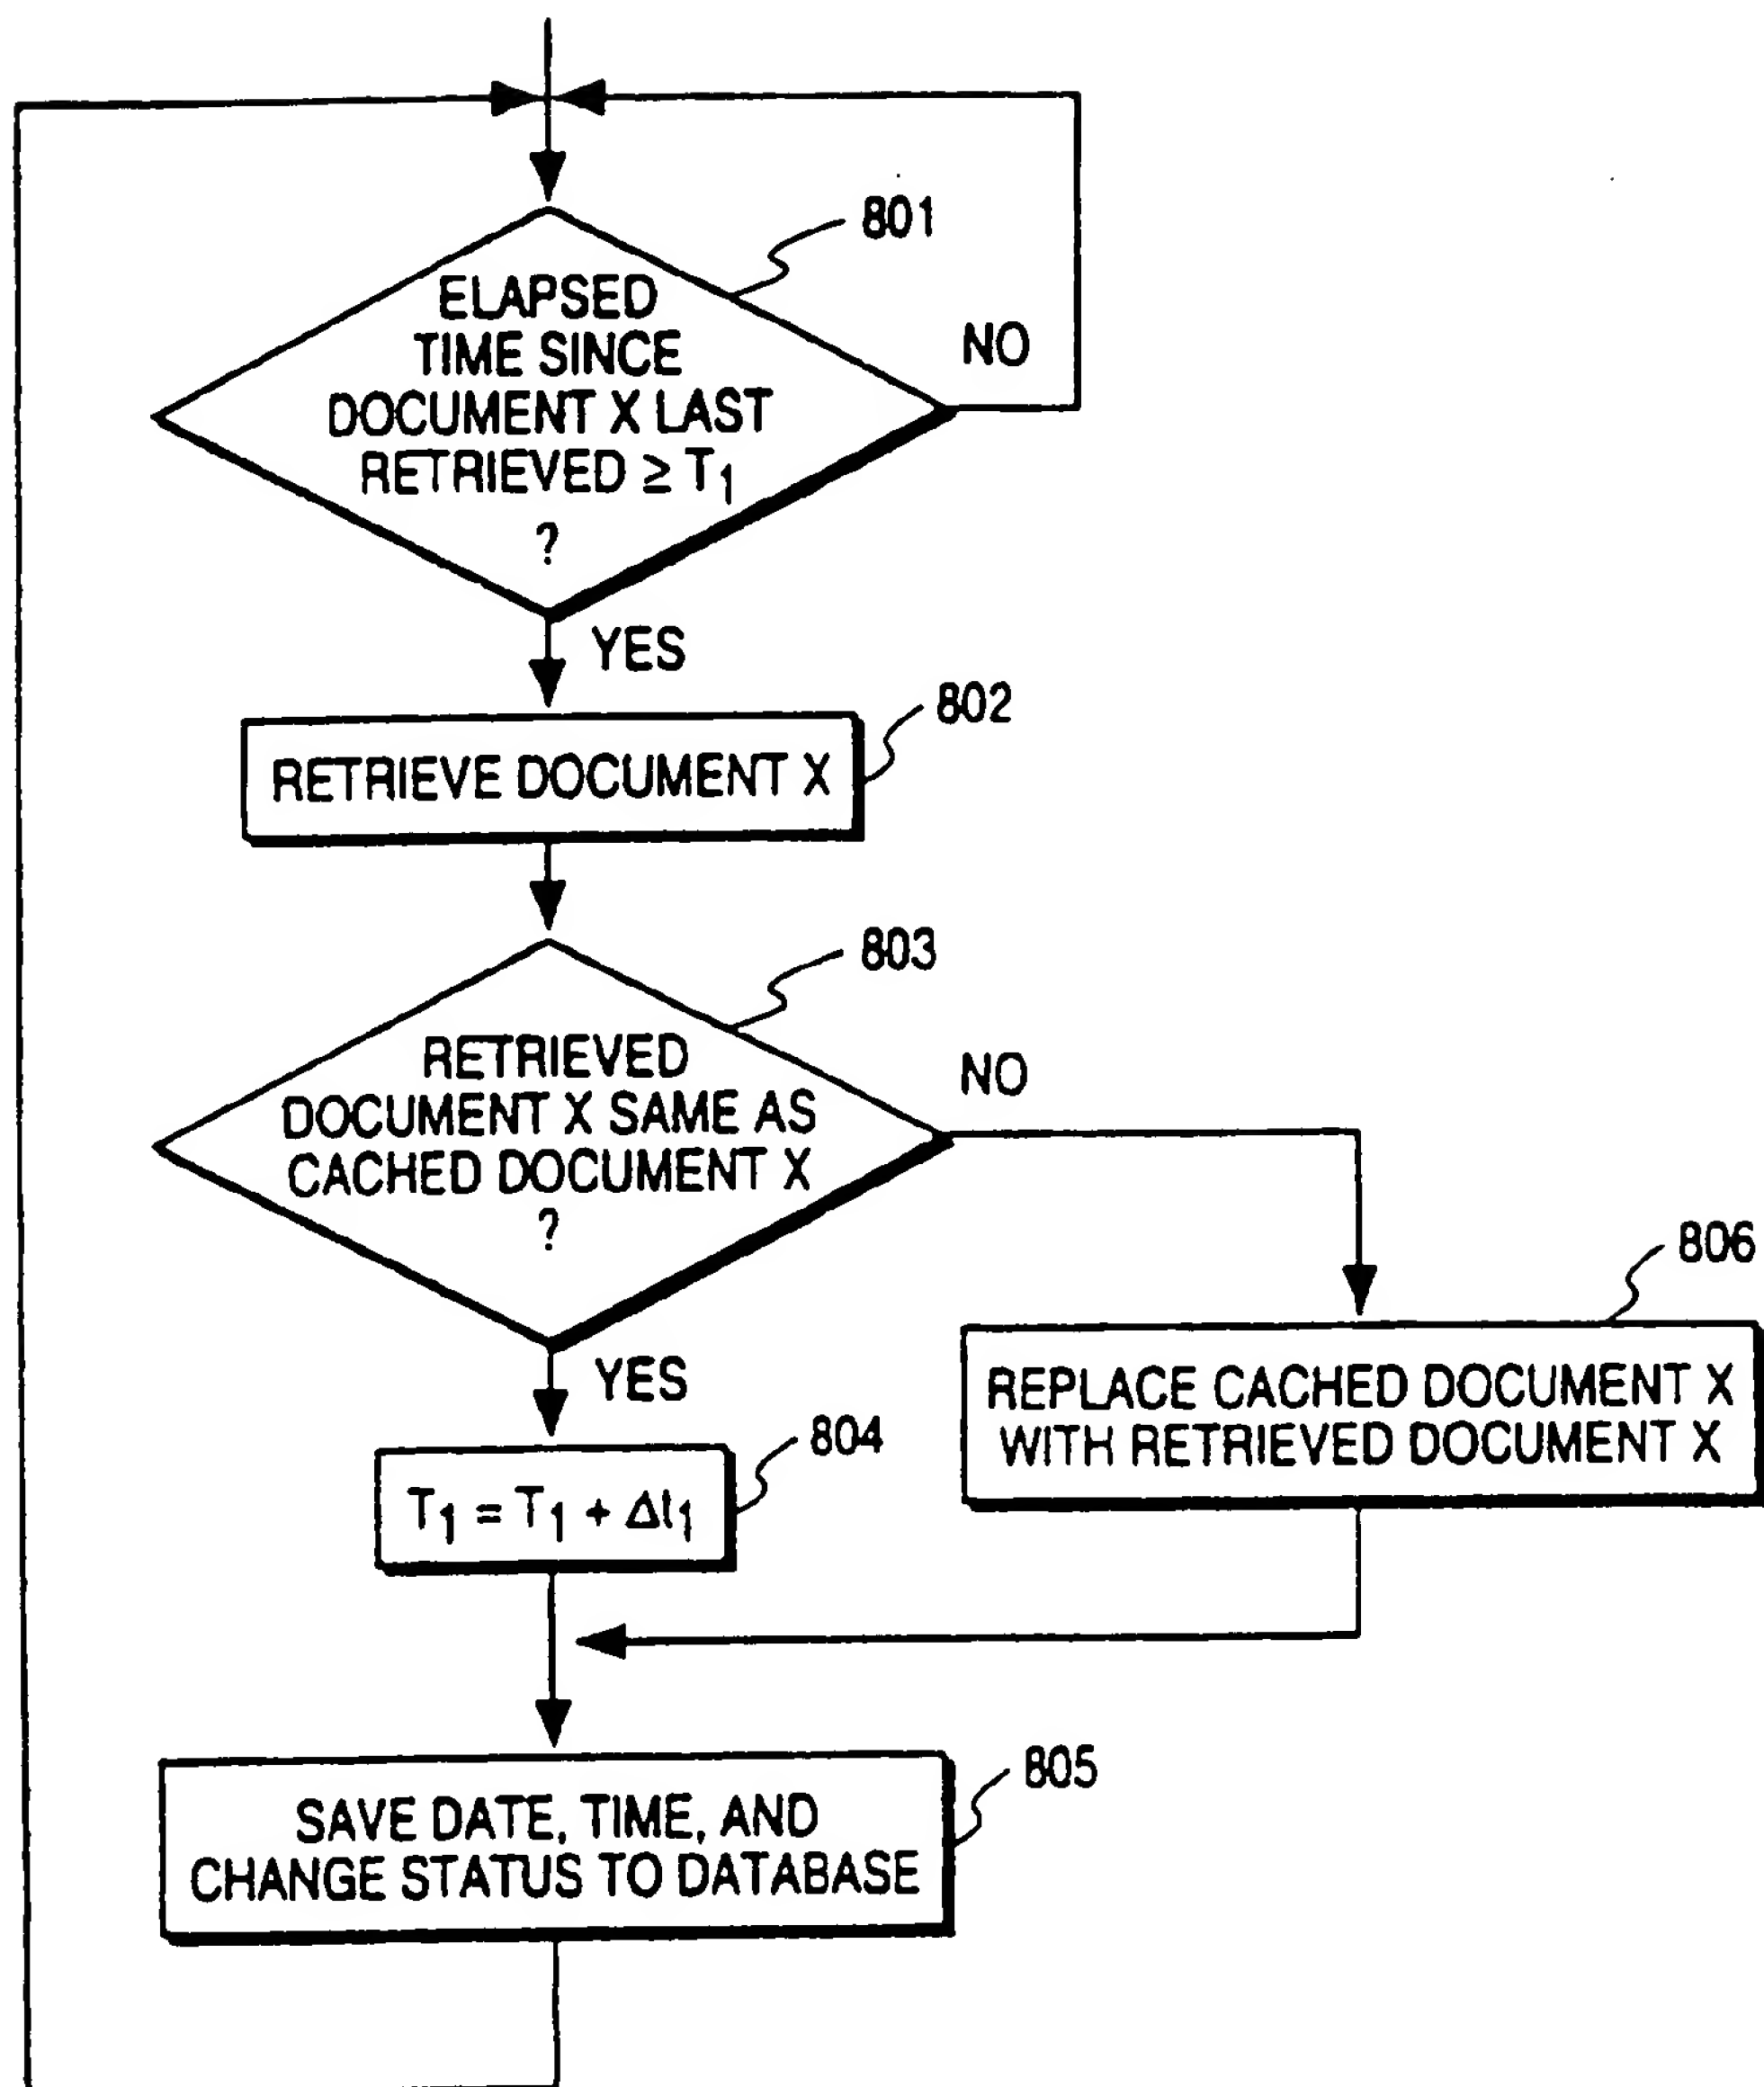 801
ELAPSED
TIME SINCE
DOCUMENT X LAST
RETRIEVED ≥ T1
?
NO
YES
802
RETRIEVE DOCUMENT X
803
RETRIEVED
DOCUMENT X SAME AS
CACHED DOCUMENT X
?
NO
YES
806
REPLACE CACHED DOCUMENT X
WITH RETRIEVED DOCUMENT X
804
T1 = T1 + Δt1
805
SAVE DATE, TIME, AND
CHANGE STATUS TO DATABASE